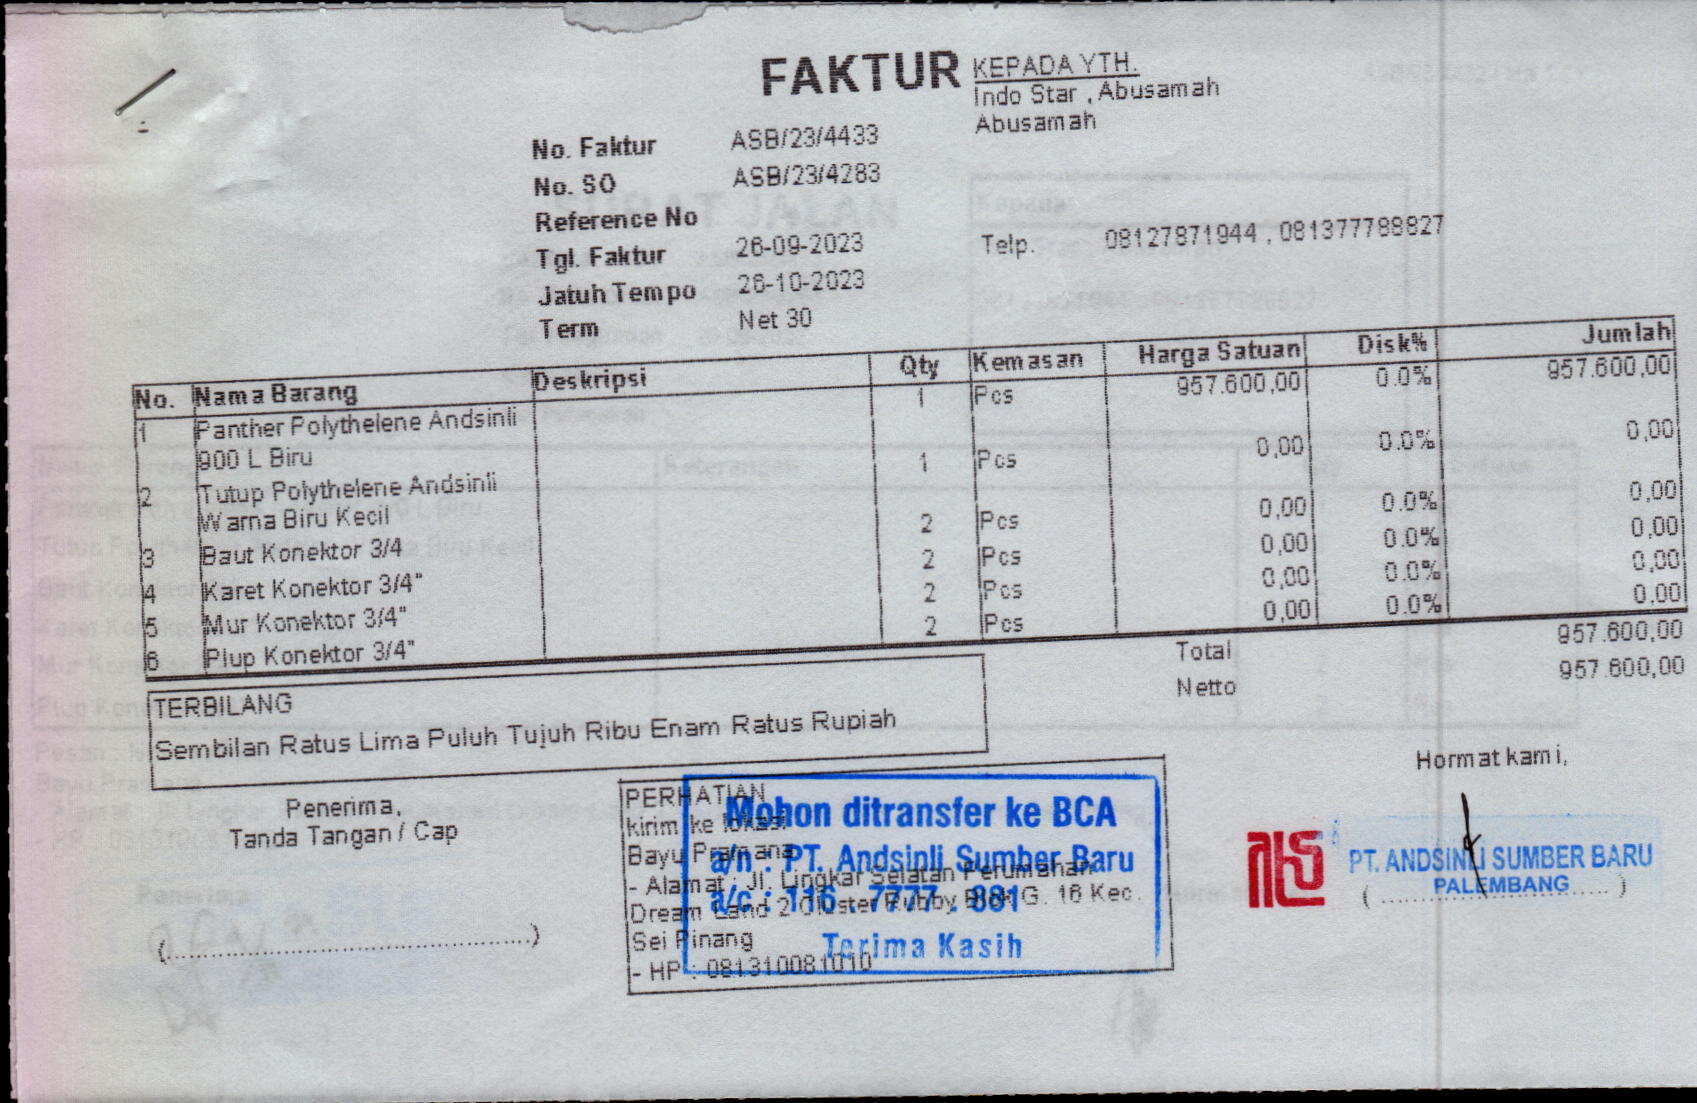 FAKTUR
KEPADA YTH.
Indo Star , Abusamah
Abusamah
No. Faktur ASB/23/4433
No. SO ASB/23/4283
Reference No
Tgl. Faktur 26-09-2023
Jatuh Tempo 26-10-2023
Term Net 30
Telp. 08127871944 , 081377788827
No. Nama Barang Deskripsi Qty Kemasan Harga Satuan Disk% Jumlah
1 Panther Polythelene Andsinli 1 Pcs 957.600,00 0.0% 957.600,00
900 L Biru
2 Tutup Polythelene Andsinli 1 Pcs 0,00 0.0% 0,00
Warna Biru Kecil
3 Baut Konektor 3/4 2 Pcs 0,00 0.0% 0,00
4 Karet Konektor 3/4" 2 Pcs 0,00 0.0% 0,00
5 Mur Konektor 3/4" 2 Pcs 0,00 0.0% 0,00
6 Plup Konektor 3/4" 2 Pcs 0,00 0.0% 0,00
Total 957.600,00
Netto 957.600,00
TERBILANG
Sembilan Ratus Lima Puluh Tujuh Ribu Enam Ratus Rupiah
Penerima,
Tanda Tangan / Cap
(..................................................)
PERHATIAN
kirim ke lokasi
Bayu Pramana
- Alamat : Jl. Lingkar Selatan Perumahan
Dream Land 2 Cluster Rubby Blok G. 16 Kec.
Sei Pinang
- HP : 081310081010
Mohon ditransfer ke BCA
a/n : PT. Andsinli Sumber Baru
a/c : 116 . 7777 . 881
Terima Kasih
Hormat kami,
PT. ANDSINLI SUMBER BARU
PALEMBANG
(..................................)